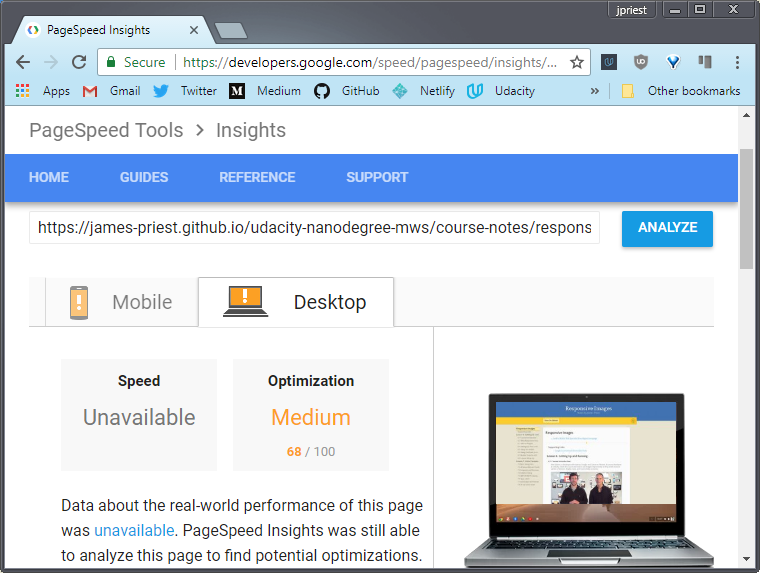 jpriest
PageSpeed Insights
Secure https://developers.google.com/speed/pagespeed/insights/...
Apps Gmail Twitter Medium GitHub Netlify Udacity » Other bookmarks
PageSpeed Tools > Insights
HOME GUIDES REFERENCE SUPPORT
https://james-priest.github.io/udacity-nanodegree-mws/course-notes/respons
ANALYZE
Mobile Desktop
Speed Optimization
Unavailable Medium
68 / 100
Responsive Images
Data about the real-world performance of this page
was unavailable. PageSpeed Insights was still able
to analyze this page to find potential optimizations.